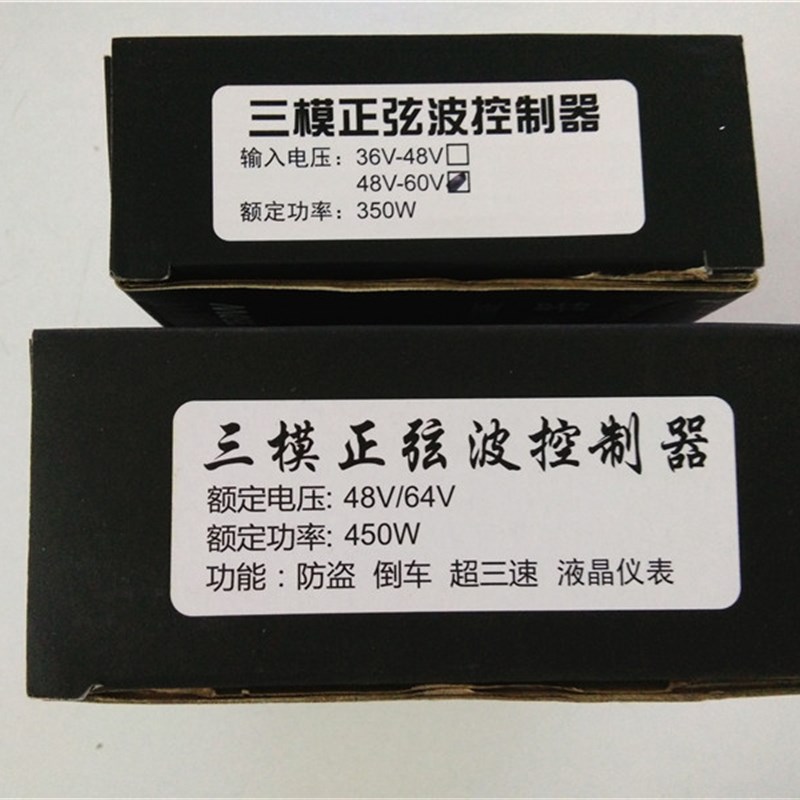 三模正弦波控制器
输入电压：36V-48V□
48V-60V☑
额定功率：350W
三模正弦波控制器
额定电压: 48V/64V
额定功率: 450W
功能：防盗 倒车 超三速 液晶仪表